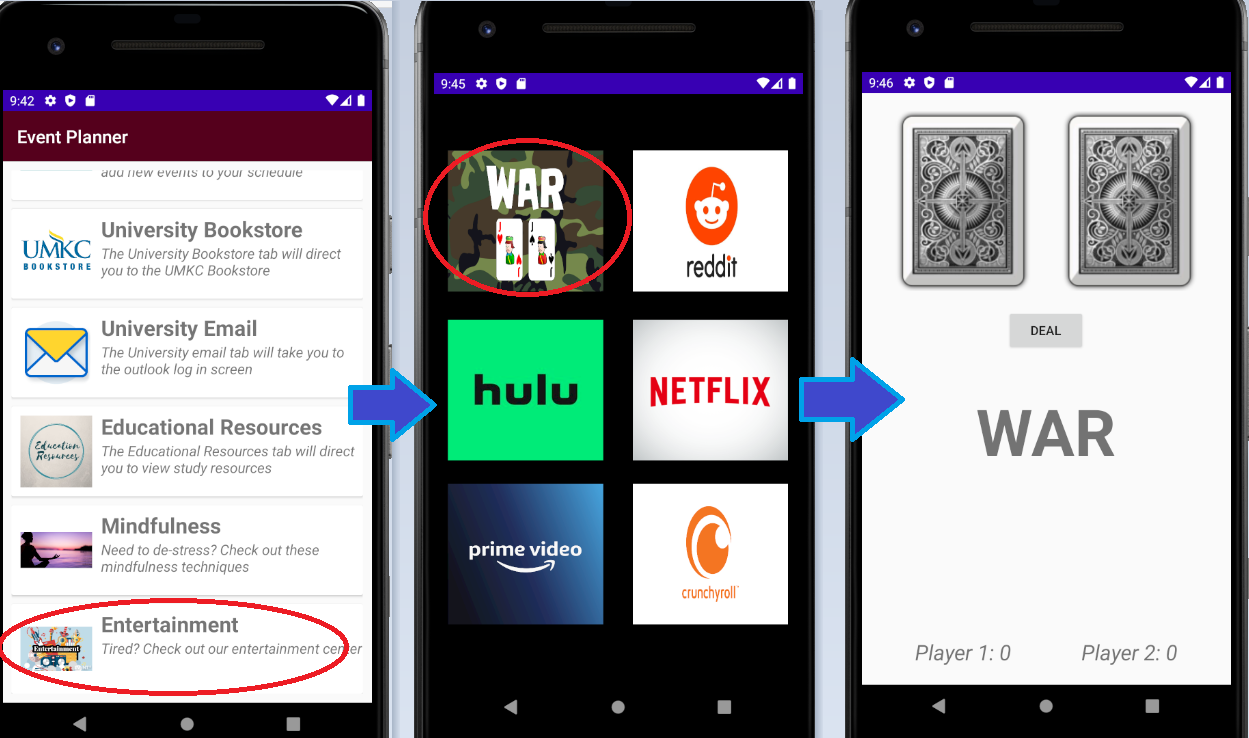 9:42
Event Planner
add new events to your schedule
University Bookstore
UMKC
BOOKSTORE
The University Bookstore tab will direct
you to the UMKC Bookstore
University Email
The University email tab will take you to
the outlook log in screen
Educational Resources
Education
Resources
The Educational Resources tab will direct
you to view study resources
Mindfulness
Need to de-stress? Check out these
mindfulness techniques
Entertainment
Entertainment
Tired? Check out our entertainment center
9:45
WAR
J J
reddit
hulu
NETFLIX
prime video
crunchyroll
9:46
DEAL
WAR
Player 1: 0
Player 2: 0